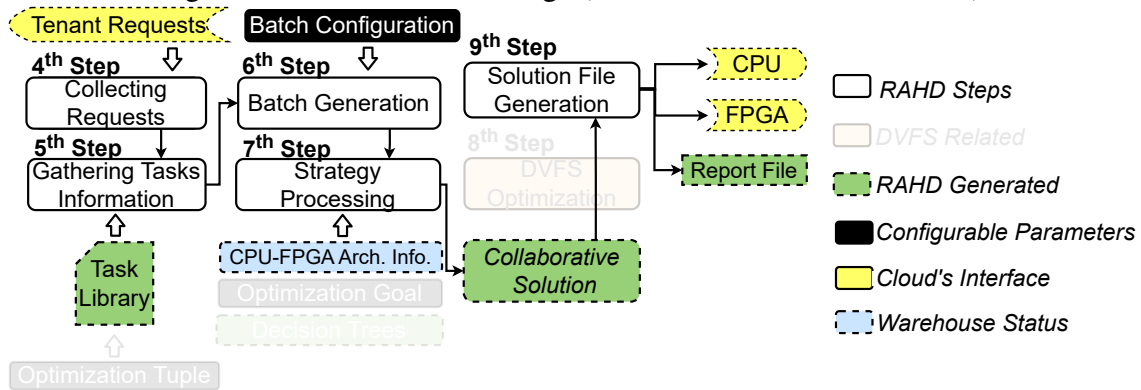 Tenant Requests
Batch Configuration
4th Step
Collecting
Requests
5th Step
Gathering Tasks
Information
Task
Library
Optimization Tuple
6th Step
Batch Generation
7th Step
Strategy
Processing
CPU-FPGA Arch. Info.
Optimization Goal
Decision Trees
9th Step
Solution File
Generation
8th Step
DVFS
Optimization
Collaborative
Solution
CPU
FPGA
Report File
RAHD Steps
DVFS Related
RAHD Generated
Configurable Parameters
Cloud's Interface
Warehouse Status